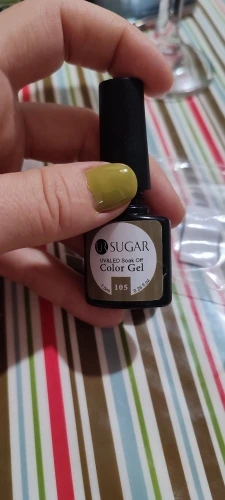 UR SUGAR
UV&LED Soak Off
Color Gel
105